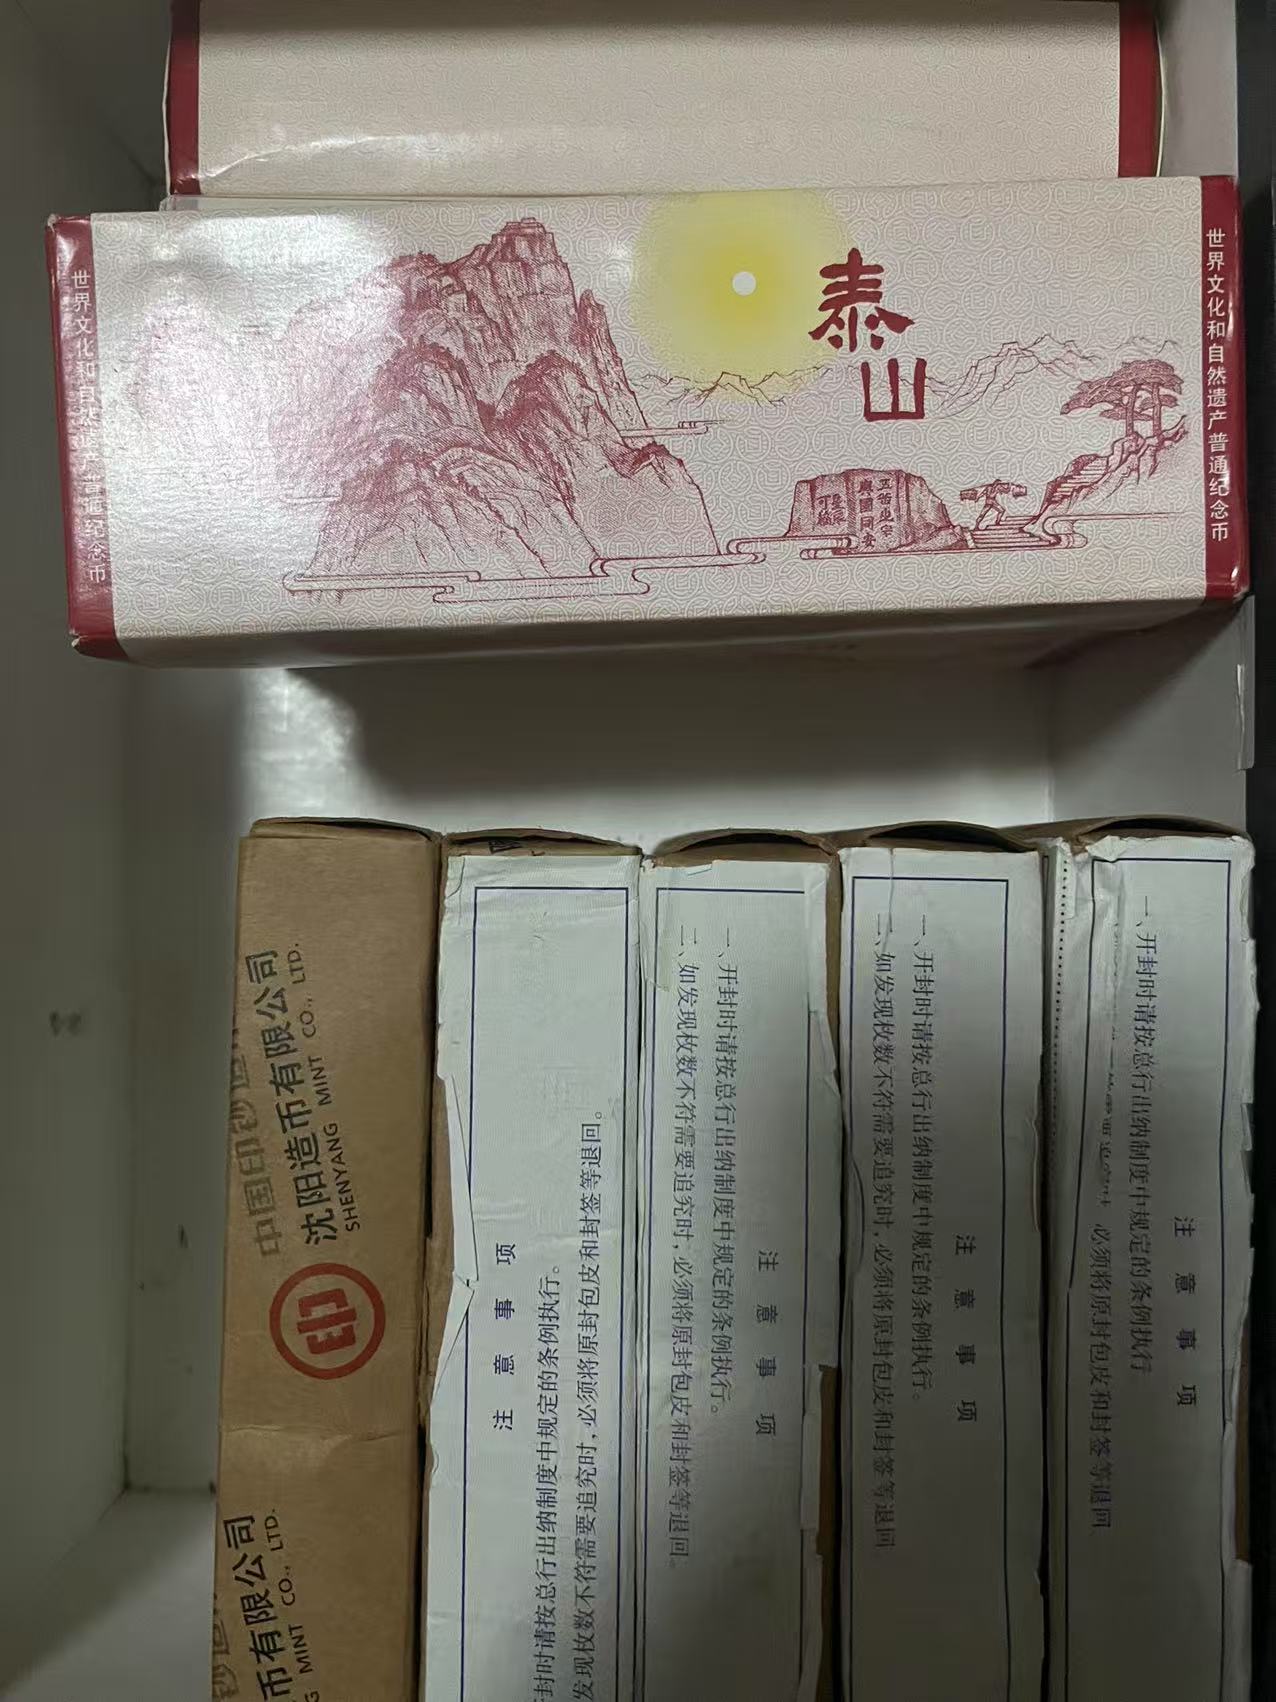 世界文化和自然遗产普通纪念币
泰山
五岳之宗
與國同安
世界文化和自然遗产普通纪念币
中国印钞
沈阳造币有限公司
SHENYANG MINT CO., LTD.
币有限公司
MINT CO., LTD.
注意事项
封时请按总行出纳制度中规定的条例执行。
发现枚数不符需要追究时,必须将原封包皮和封签等退回。
注意事项
一、开封时请按总行出纳制度中规定的条例执行。
二、如发现枚数不符需要追究时,必须将原封包皮和封签等退回。
注意事项
一、开封时请按总行出纳制度中规定的条例执行。
二、如发现枚数不符需要追究时,必须将原封包皮和封签等退回
注意事项
一、开封时请按总行出纳制度中规定的条例执行
必须将原封包皮和封签等退回